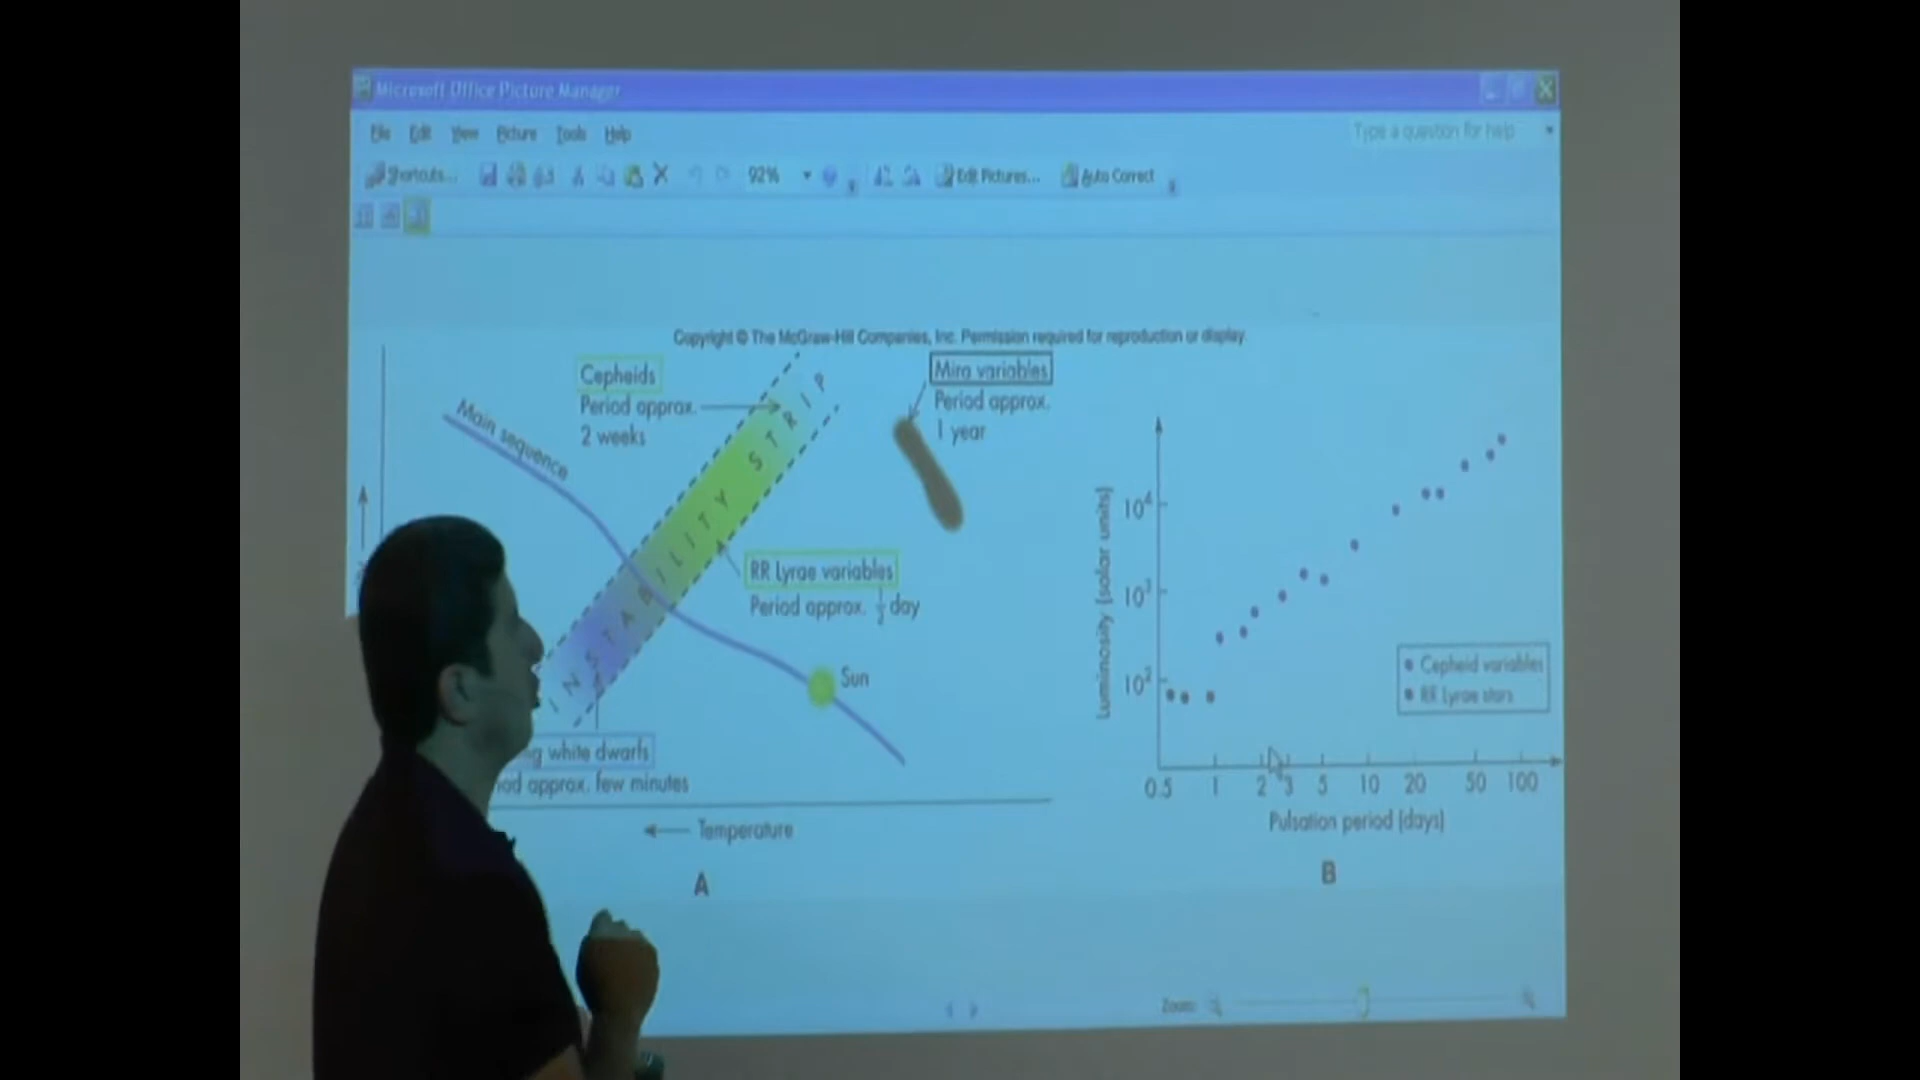 Microsoft Office Picture Manager
File Edit View Picture Tools Help
Type a question for help
Shortcuts... 92% Edit Pictures... Auto Correct
Copyright © The McGraw-Hill Companies, Inc. Permission required for reproduction or display
Cepheids
Period approx.
2 weeks
Main sequence
INSTABILITY STRIP
Mira variables
Period approx.
1 year
RR Lyrae variables
Period approx. 1/2 day
Sun
white dwarfs
approx. few minutes
Temperature
A
Luminosity (solar units)
10⁴
10³
10²
Cepheid variables
RR Lyrae stars
0.5 1 2 3 5 10 20 50 100
Pulsation period (days)
B
Zoom: